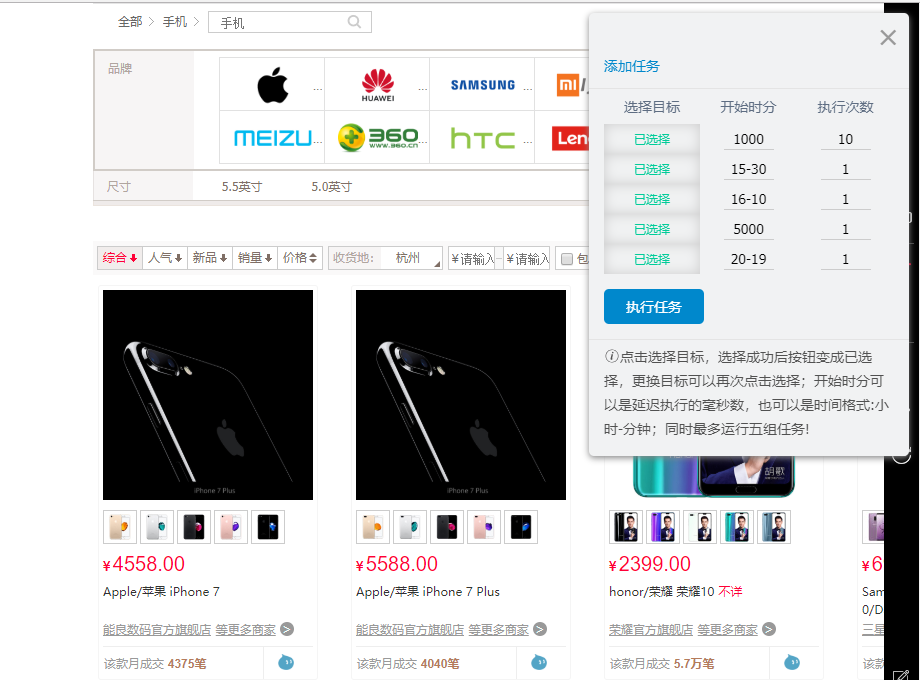 全部 手机 手机
品牌
HUAWEI
SAMSUNG
mi
MEIZU
360
www.360.cn
htc
尺寸 5.5英寸 5.0英寸
综合 人气 新品 销量 价格 收货地: 杭州 ¥请输入 - ¥请输入 包
添加任务
选择目标 开始时分 执行次数
已选择 1000 10
已选择 15-30 1
已选择 16-10 1
已选择 5000 1
已选择 20-19 1
执行任务
点击选择目标，选择成功后按钮变成已选
择，更换目标可以再次点击选择；开始时分可
以是延迟执行的毫秒数，也可以是时间格式:小
时-分钟；同时最多运行五组任务!
iPhone 7 Plus
iPhone 7 Plus
胡歌
¥4558.00
Apple/苹果 iPhone 7
能良数码官方旗舰店 等更多商家
该款月成交 4375笔
¥5588.00
Apple/苹果 iPhone 7 Plus
能良数码官方旗舰店 等更多商家
该款月成交 4040笔
¥2399.00
honor/荣耀 荣耀10 不详
荣耀官方旗舰店 等更多商家
该款月成交 5.7万笔
¥6
Sam
0/D
三星
该款